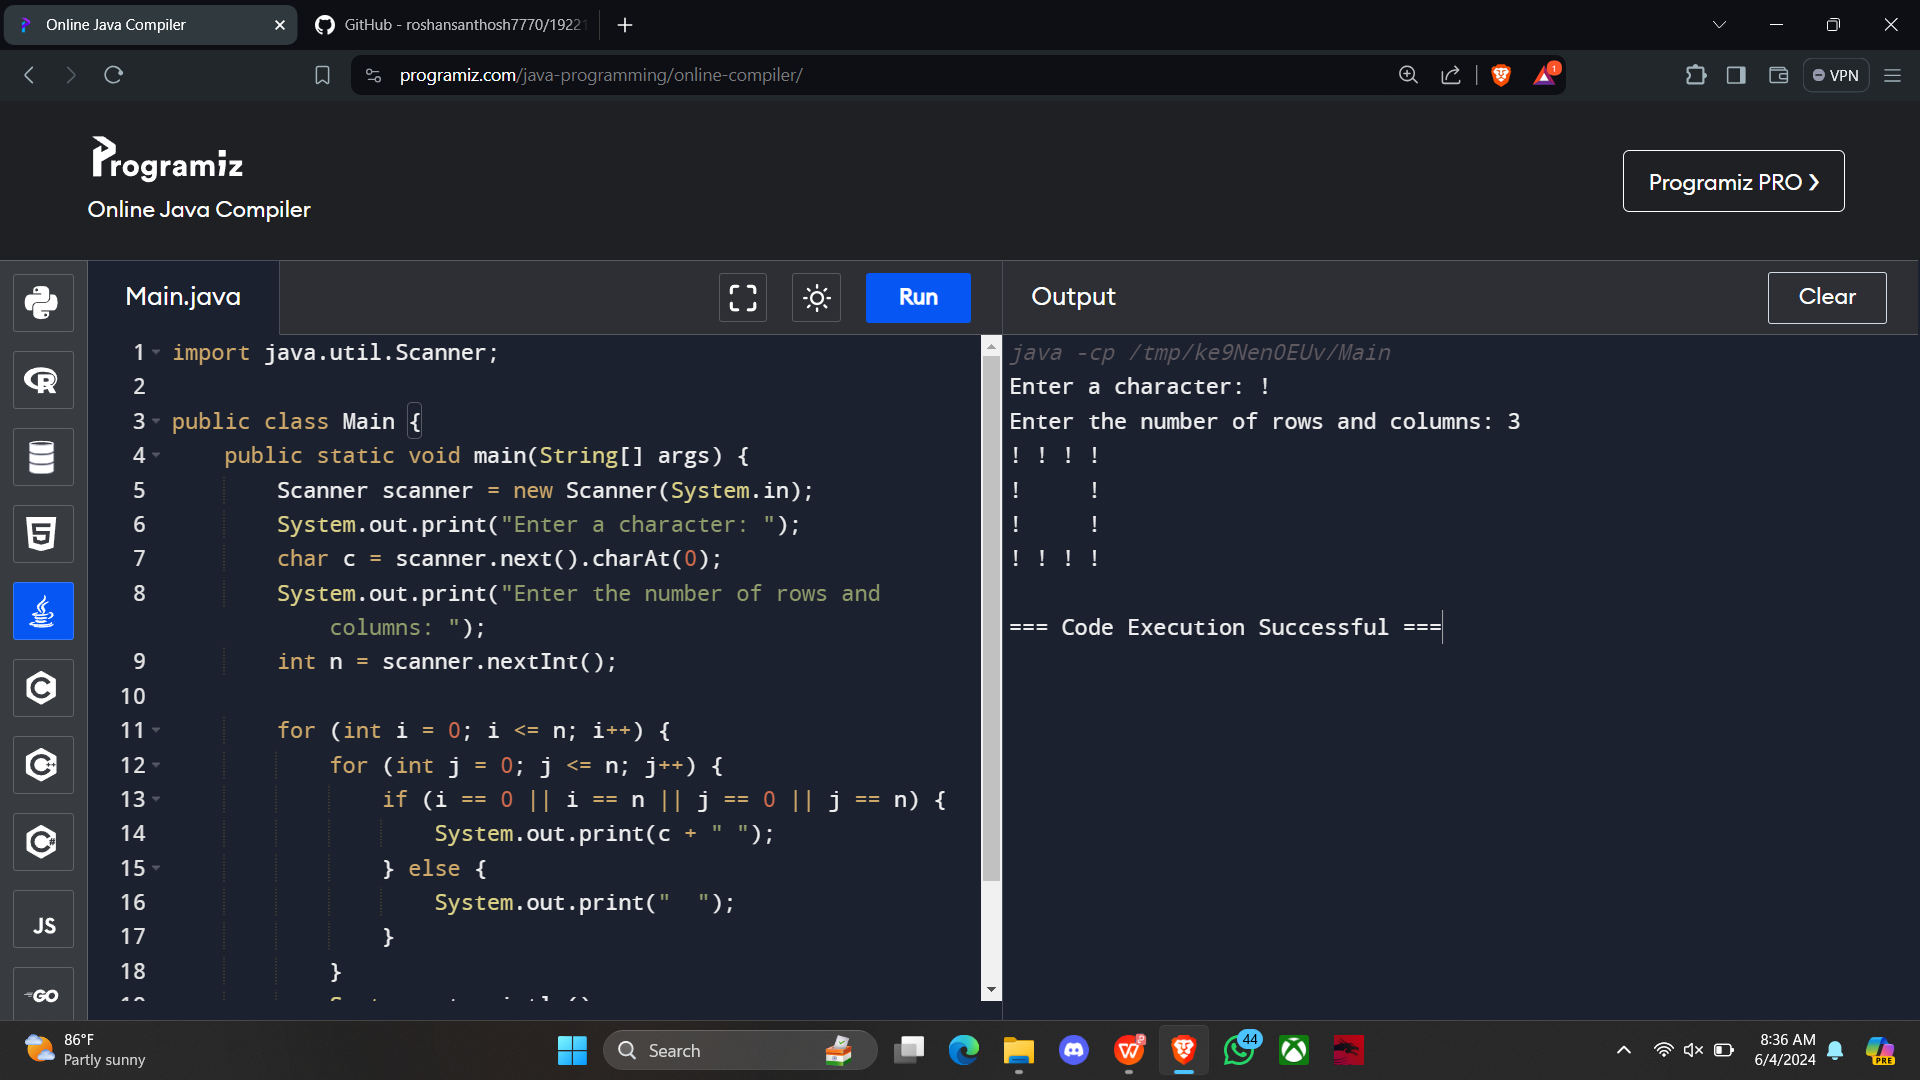 Online Java Compiler
GitHub - roshansanthosh7770/1922
programiz.com/java-programming/online-compiler/
1
VPN
Programiz
Online Java Compiler
Programiz PRO ❯
Main.java
Run
Output
Clear
1 import java.util.Scanner;
2
3 public class Main {
4 public static void main(String[] args) {
5 Scanner scanner = new Scanner(System.in);
6 System.out.print("Enter a character: ");
7 char c = scanner.next().charAt(0);
8 System.out.print("Enter the number of rows and
columns: ");
9 int n = scanner.nextInt();
10
11 for (int i = 0; i <= n; i++) {
12 for (int j = 0; j <= n; j++) {
13 if (i == 0 || i == n || j == 0 || j == n) {
14 System.out.print(c + " ");
15 } else {
16 System.out.print("  ");
17 }
18 }
java -cp /tmp/ke9NenOEUv/Main
Enter a character: !
Enter the number of rows and columns: 3
! ! ! !
!     !
!     !
! ! ! !
=== Code Execution Successful ===
JS
GO
86°F
Partly sunny
Search
44
8:36 AM
6/4/2024
PRE